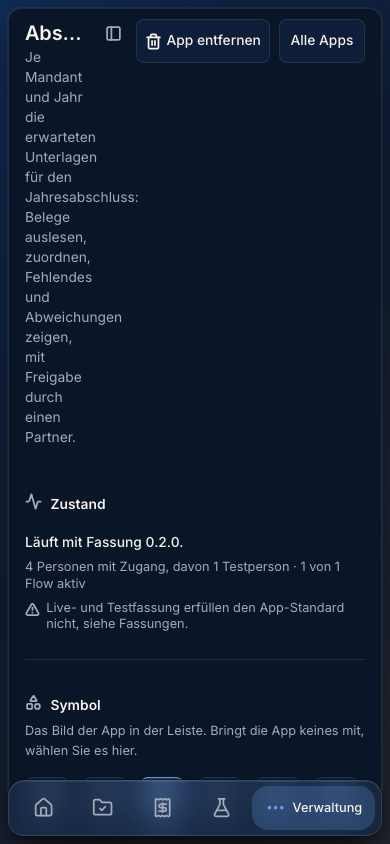 Abs...
App entfernen
Alle Apps
Je
Mandant
und Jahr
die
erwarteten
Unterlagen
für den
Jahresabschluss:
Belege
auslesen,
zuordnen,
Fehlendes
und
Abweichungen
zeigen,
mit
Freigabe
durch
einen
Partner.
Zustand
Läuft mit Fassung 0.2.0.
4 Personen mit Zugang, davon 1 Testperson · 1 von 1
Flow aktiv
Live- und Testfassung erfüllen den App-Standard
nicht, siehe Fassungen.
Symbol
Das Bild der App in der Leiste. Bringt die App keines mit,
wählen Sie es hier.
Verwaltung